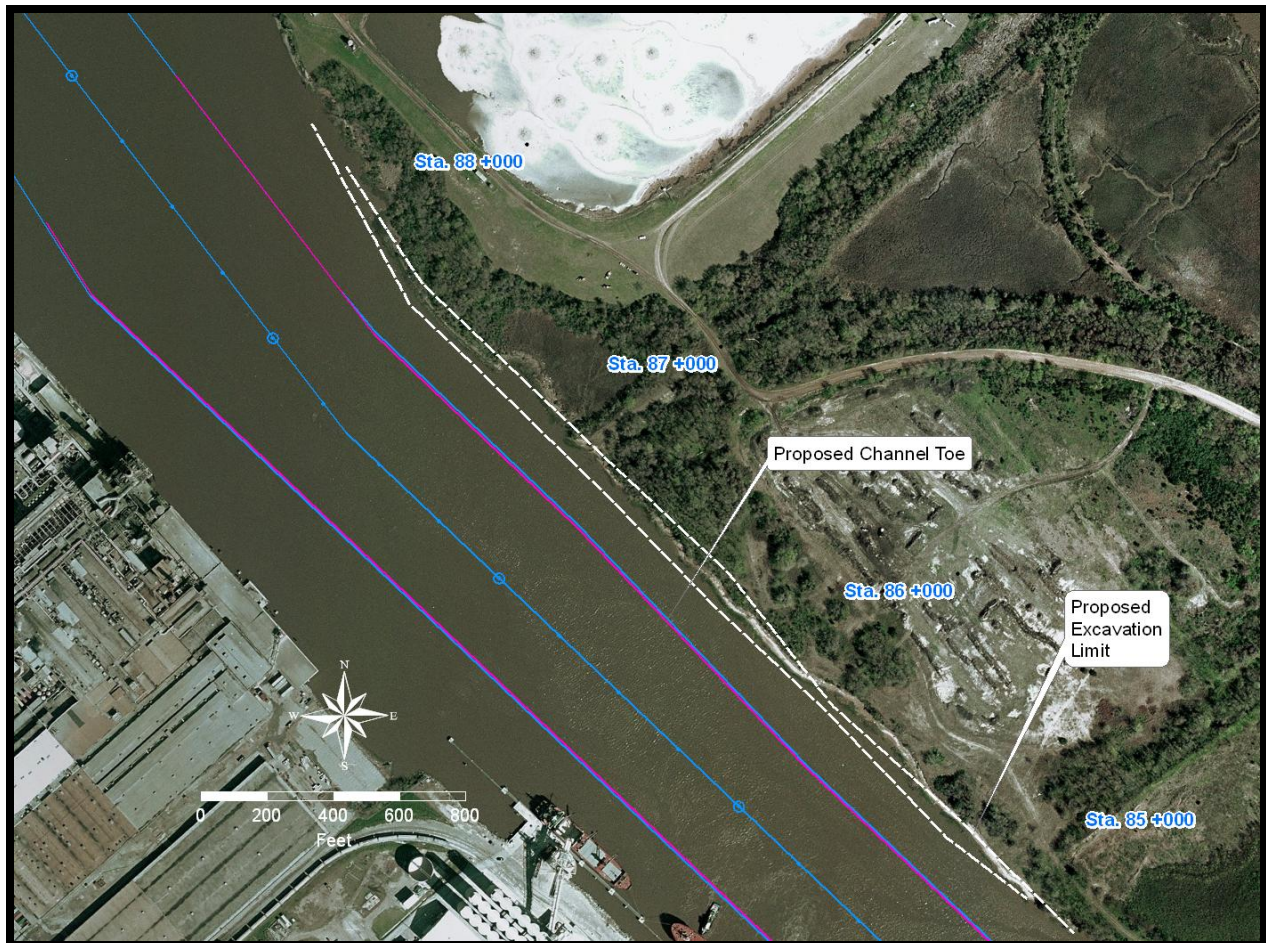 Sta. 88 +000
Sta. 87 +000
Proposed Channel Toe
Sta. 86 +000
Proposed
Excavation
Limit
N
W E
S
0 200 400 600 800
Feet
Sta. 85 +000